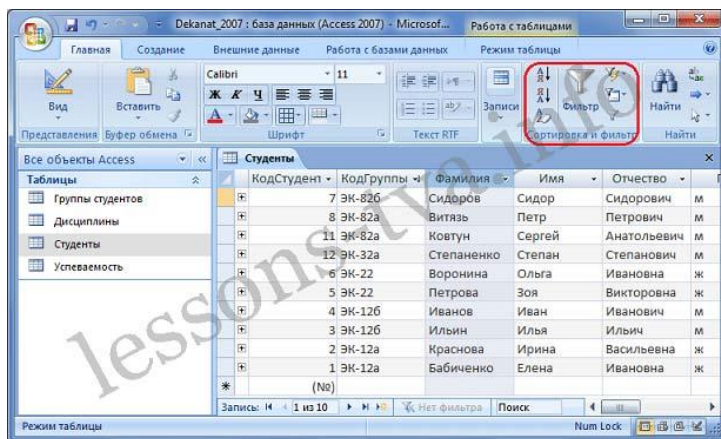 Dekanat_2007 : база данных (Access 2007) - Microsof...
Работа с таблицами
Главная Создание Внешние данные Работа с базами данных Режим таблицы
Вид Вставить Calibri 11 Ж К Ч Записи Фильтр Найти
Представления Буфер обмена Шрифт Текст RTF Сортировка и фильтр Найти
Все объекты Access
Таблицы
Группы студентов
Дисциплины
Студенты
Успеваемость
Студенты
КодСтудент КодГруппы Фамилия Имя Отчество
7 ЭК-82б Сидоров Сидор Сидорович м
8 ЭК-82а Витязь Петр Петрович м
11 ЭК-82а Ковтун Сергей Анатольевич м
12 ЭК-32а Степаненко Степан Степанович м
6 ЭК-22 Воронина Ольга Ивановна ж
5 ЭК-22 Петрова Зоя Викторовна ж
4 ЭК-12б Иванов Иван Иванович м
3 ЭК-12б Ильин Илья Ильич м
2 ЭК-12а Краснова Ирина Васильевна ж
1 ЭК-12а Бабиченко Елена Ивановна ж
(№)
Запись: 1 из 10 Нет фильтра Поиск
Режим таблицы
Num Lock
lessons-tva.info